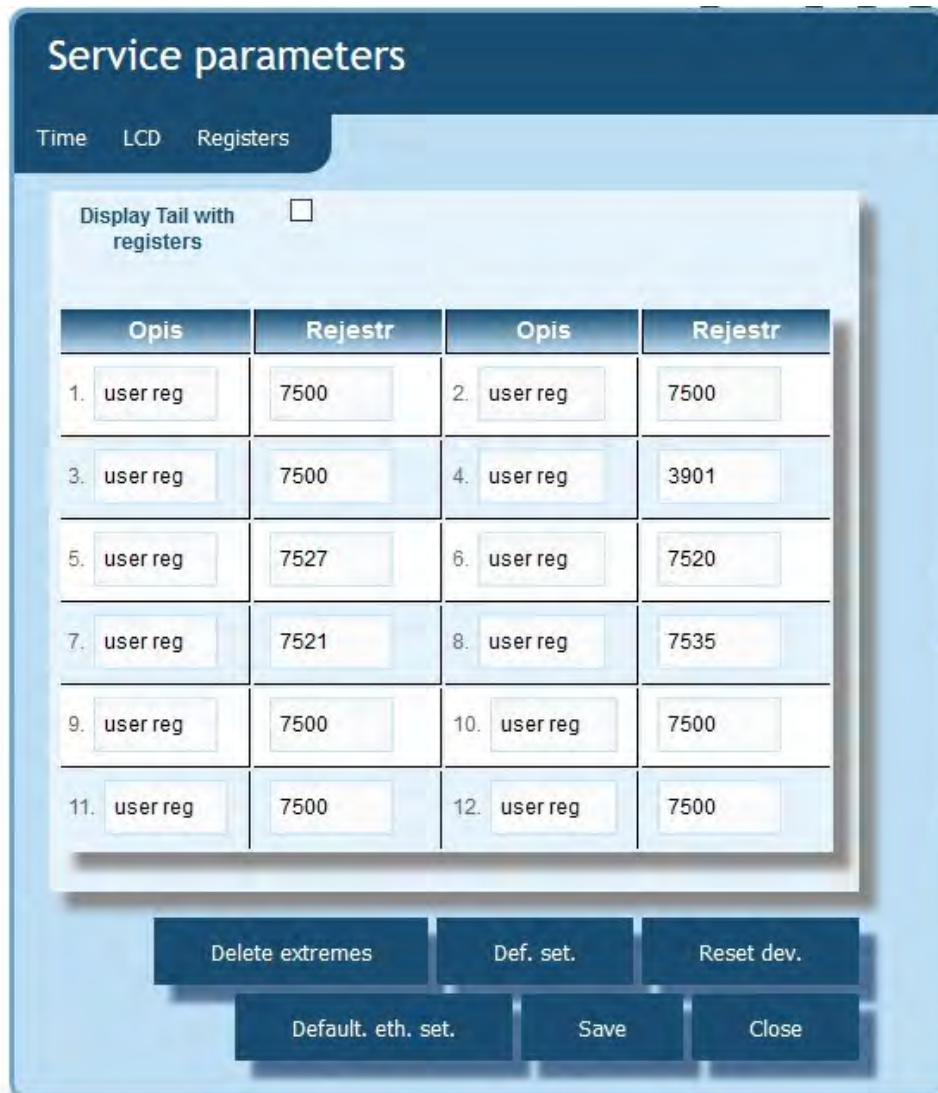 Service parameters
Time LCD Registers
Display Tail with
registers
Opis Rejestr Opis Rejestr
1. user reg 7500 2. user reg 7500
3. user reg 7500 4. user reg 3901
5. user reg 7527 6. user reg 7520
7. user reg 7521 8. user reg 7535
9. user reg 7500 10. user reg 7500
11. user reg 7500 12. user reg 7500
Delete extremes Def. set. Reset dev.
Default. eth. set. Save Close